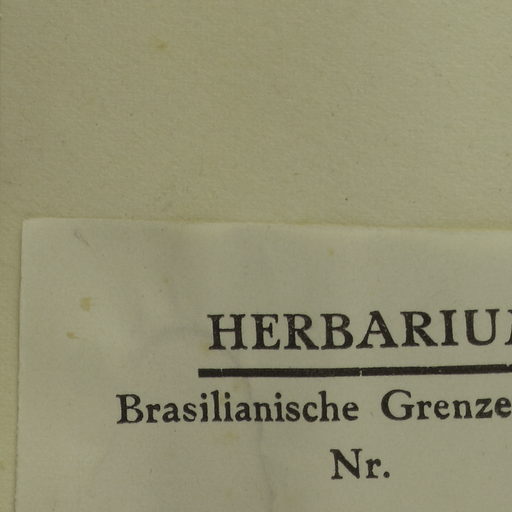 HERBARIU
Brasilianische Grenze
Nr.